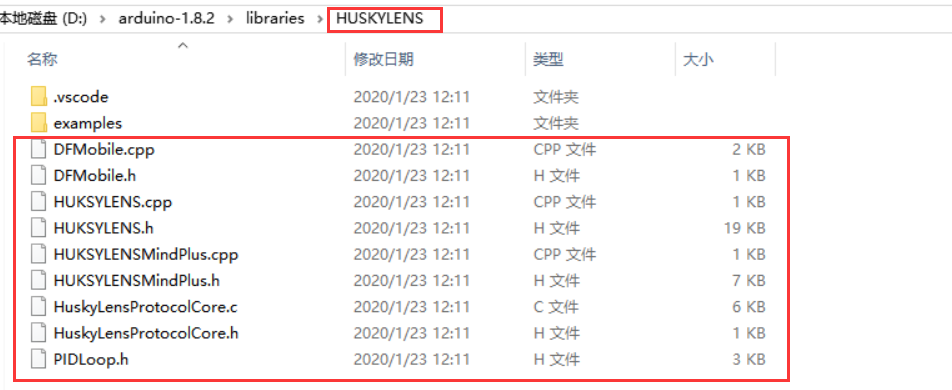 本地磁盘 (D:) › arduino-1.8.2 › libraries › HUSKYLENS
名称 修改日期 类型 大小
.vscode 2020/1/23 12:11 文件夹
examples 2020/1/23 12:11 文件夹
DFMobile.cpp 2020/1/23 12:11 CPP 文件 2 KB
DFMobile.h 2020/1/23 12:11 H 文件 1 KB
HUKSYLENS.cpp 2020/1/23 12:11 CPP 文件 1 KB
HUKSYLENS.h 2020/1/23 12:11 H 文件 19 KB
HUKSYLENSMindPlus.cpp 2020/1/23 12:11 CPP 文件 1 KB
HUKSYLENSMindPlus.h 2020/1/23 12:11 H 文件 7 KB
HuskyLensProtocolCore.c 2020/1/23 12:11 C 文件 6 KB
HuskyLensProtocolCore.h 2020/1/23 12:11 H 文件 1 KB
PIDLoop.h 2020/1/23 12:11 H 文件 3 KB